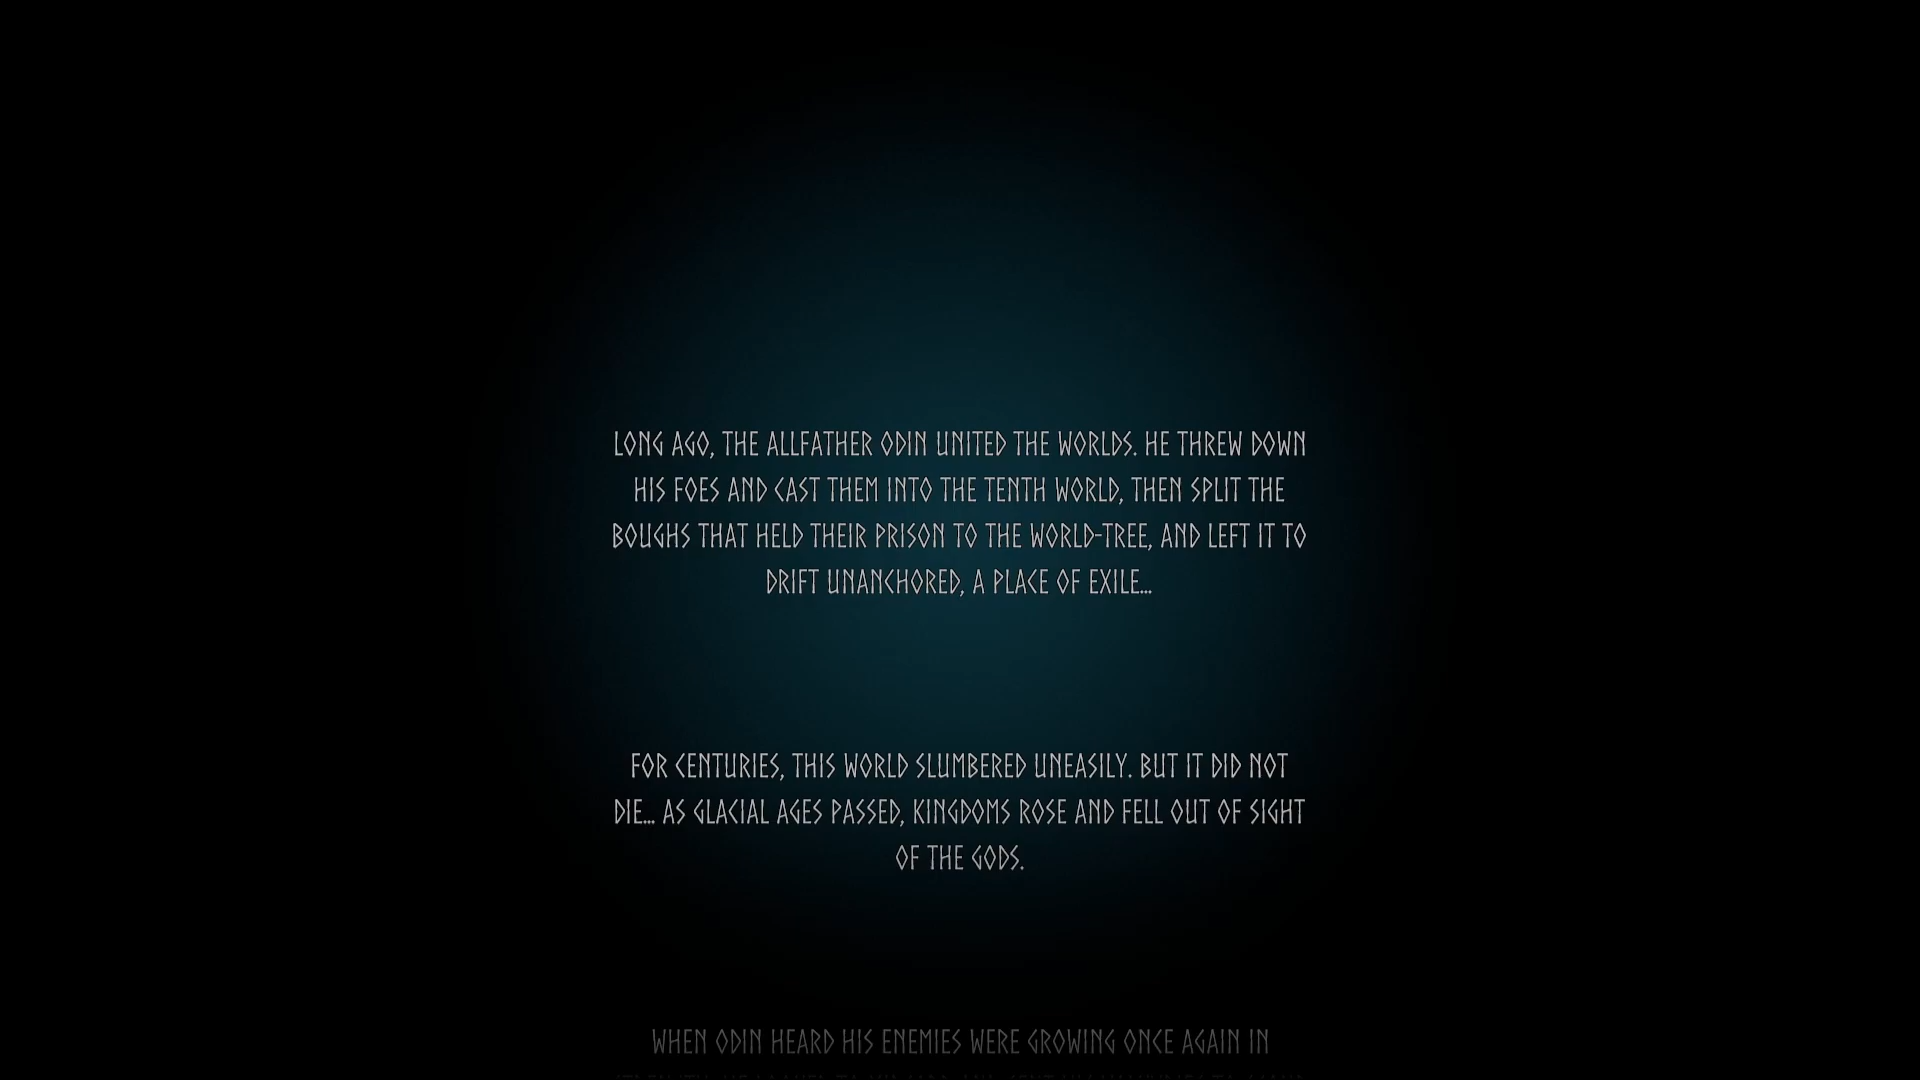 LONG AGO, THE ALLFATHER ODIN UNITED THE WORLDS. HE THREW DOWN
HIS FOES AND CAST THEM INTO THE TENTH WORLD, THEN SPLIT THE
BOUGHS THAT HELD THEIR PRISON TO THE WORLD-TREE, AND LEFT IT TO
DRIFT UNANCHORED, A PLACE OF EXILE...
FOR CENTURIES, THIS WORLD SLUMBERED UNEASILY. BUT IT DID NOT
DIE... AS GLACIAL AGES PASSED, KINGDOMS ROSE AND FELL OUT OF SIGHT
OF THE GODS.
WHEN ODIN HEARD HIS ENEMIES WERE GROWING ONCE AGAIN IN